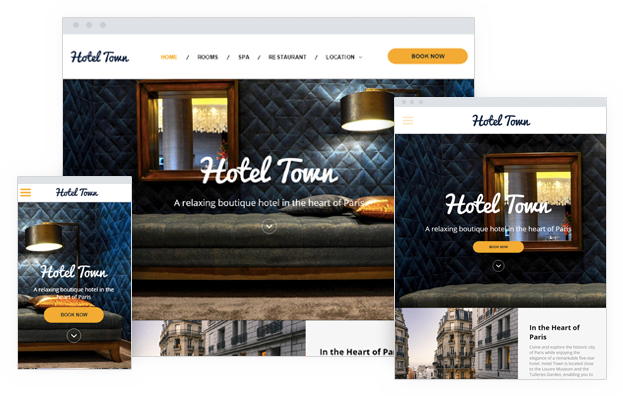 Hotel Town
HOME / ROOMS / SPA / RESTAURANT / LOCATION
BOOK NOW
Hotel Town
A relaxing boutique hotel in the heart of Paris
In the Heart of
Hotel Town
Hotel Town
A relaxing boutique hotel in the heart of Paris
BOOK NOW
In the Heart of
Paris
Come and explore the historic city
of Paris while enjoying the
elegance of a remarkable five-star
hotel. Hotel Town is located close
to the Louvre Museum and the
Tuileries Garden, enabling you to
Hotel Town
Hotel Town
A relaxing boutique hotel in the
heart of Paris
BOOK NOW